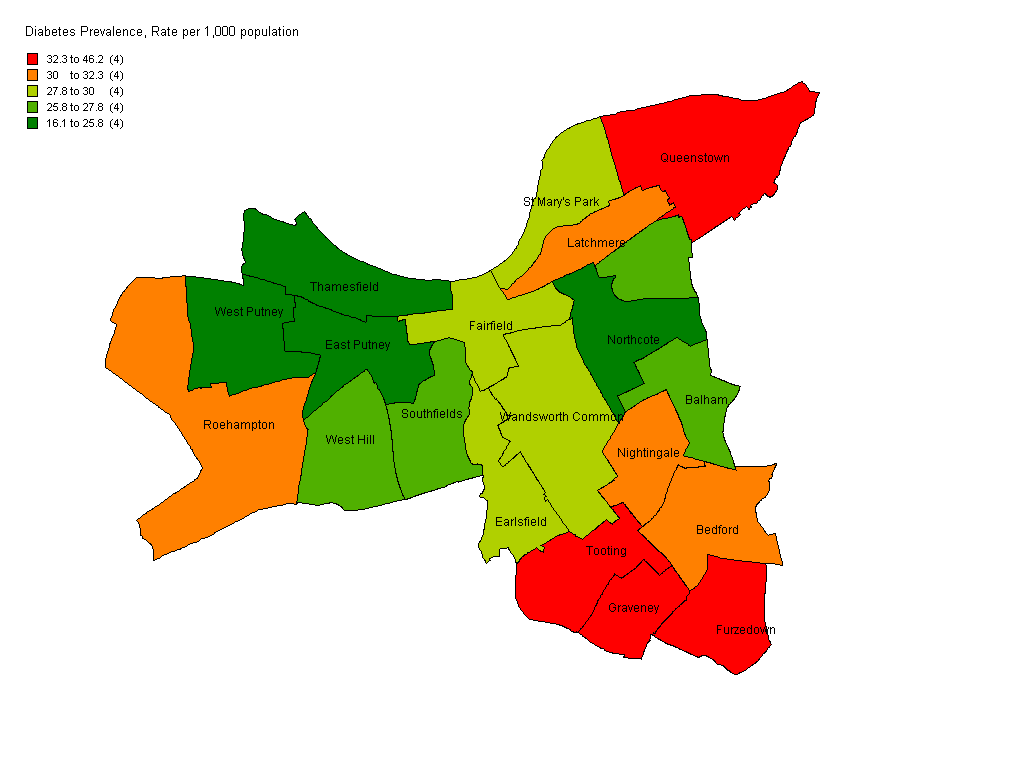 Diabetes Prevalence, Rate per 1,000 population
32.3 to 46.2 (4)
30 to 32.3 (4)
27.8 to 30 (4)
25.8 to 27.8 (4)
16.1 to 25.8 (4)
Queenstown
St Mary's Park
Latchmere
Thamesfield
West Putney
Fairfield
East Putney
Northcote
Balham
Southfields
Wandsworth Common
Roehampton
West Hill
Nightingale
Earlsfield
Bedford
Tooting
Graveney
Furzedown